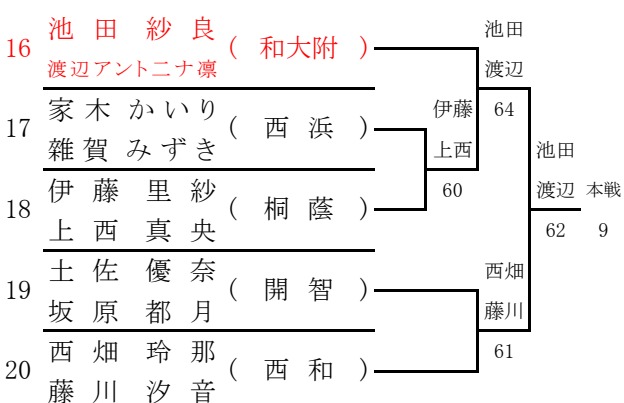 16 池田 紗良 ( 和大附 )
渡辺アントニナ凛
17 家木 かいり ( 西浜 )
雑賀 みずき
18 伊藤 里紗 ( 桐蔭 )
上西 真央
19 土佐 優奈 ( 開智 )
坂原 都月
20 西畑 玲那 ( 西和 )
藤川 汐音
伊藤
上西
60
池田
渡辺
64
西畑
藤川
61
池田
渡辺
62
本戦
9